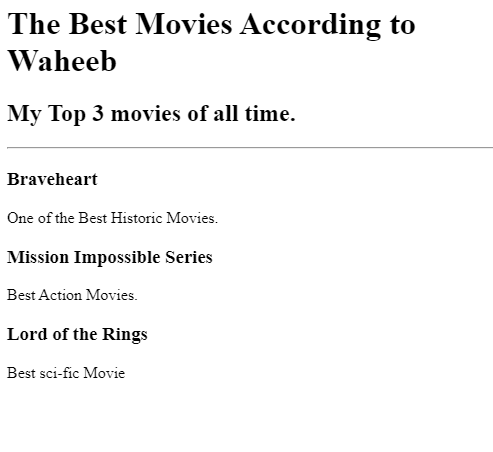 The Best Movies According to
Waheeb
My Top 3 movies of all time.
Braveheart
One of the Best Historic Movies.
Mission Impossible Series
Best Action Movies.
Lord of the Rings
Best sci-fic Movie